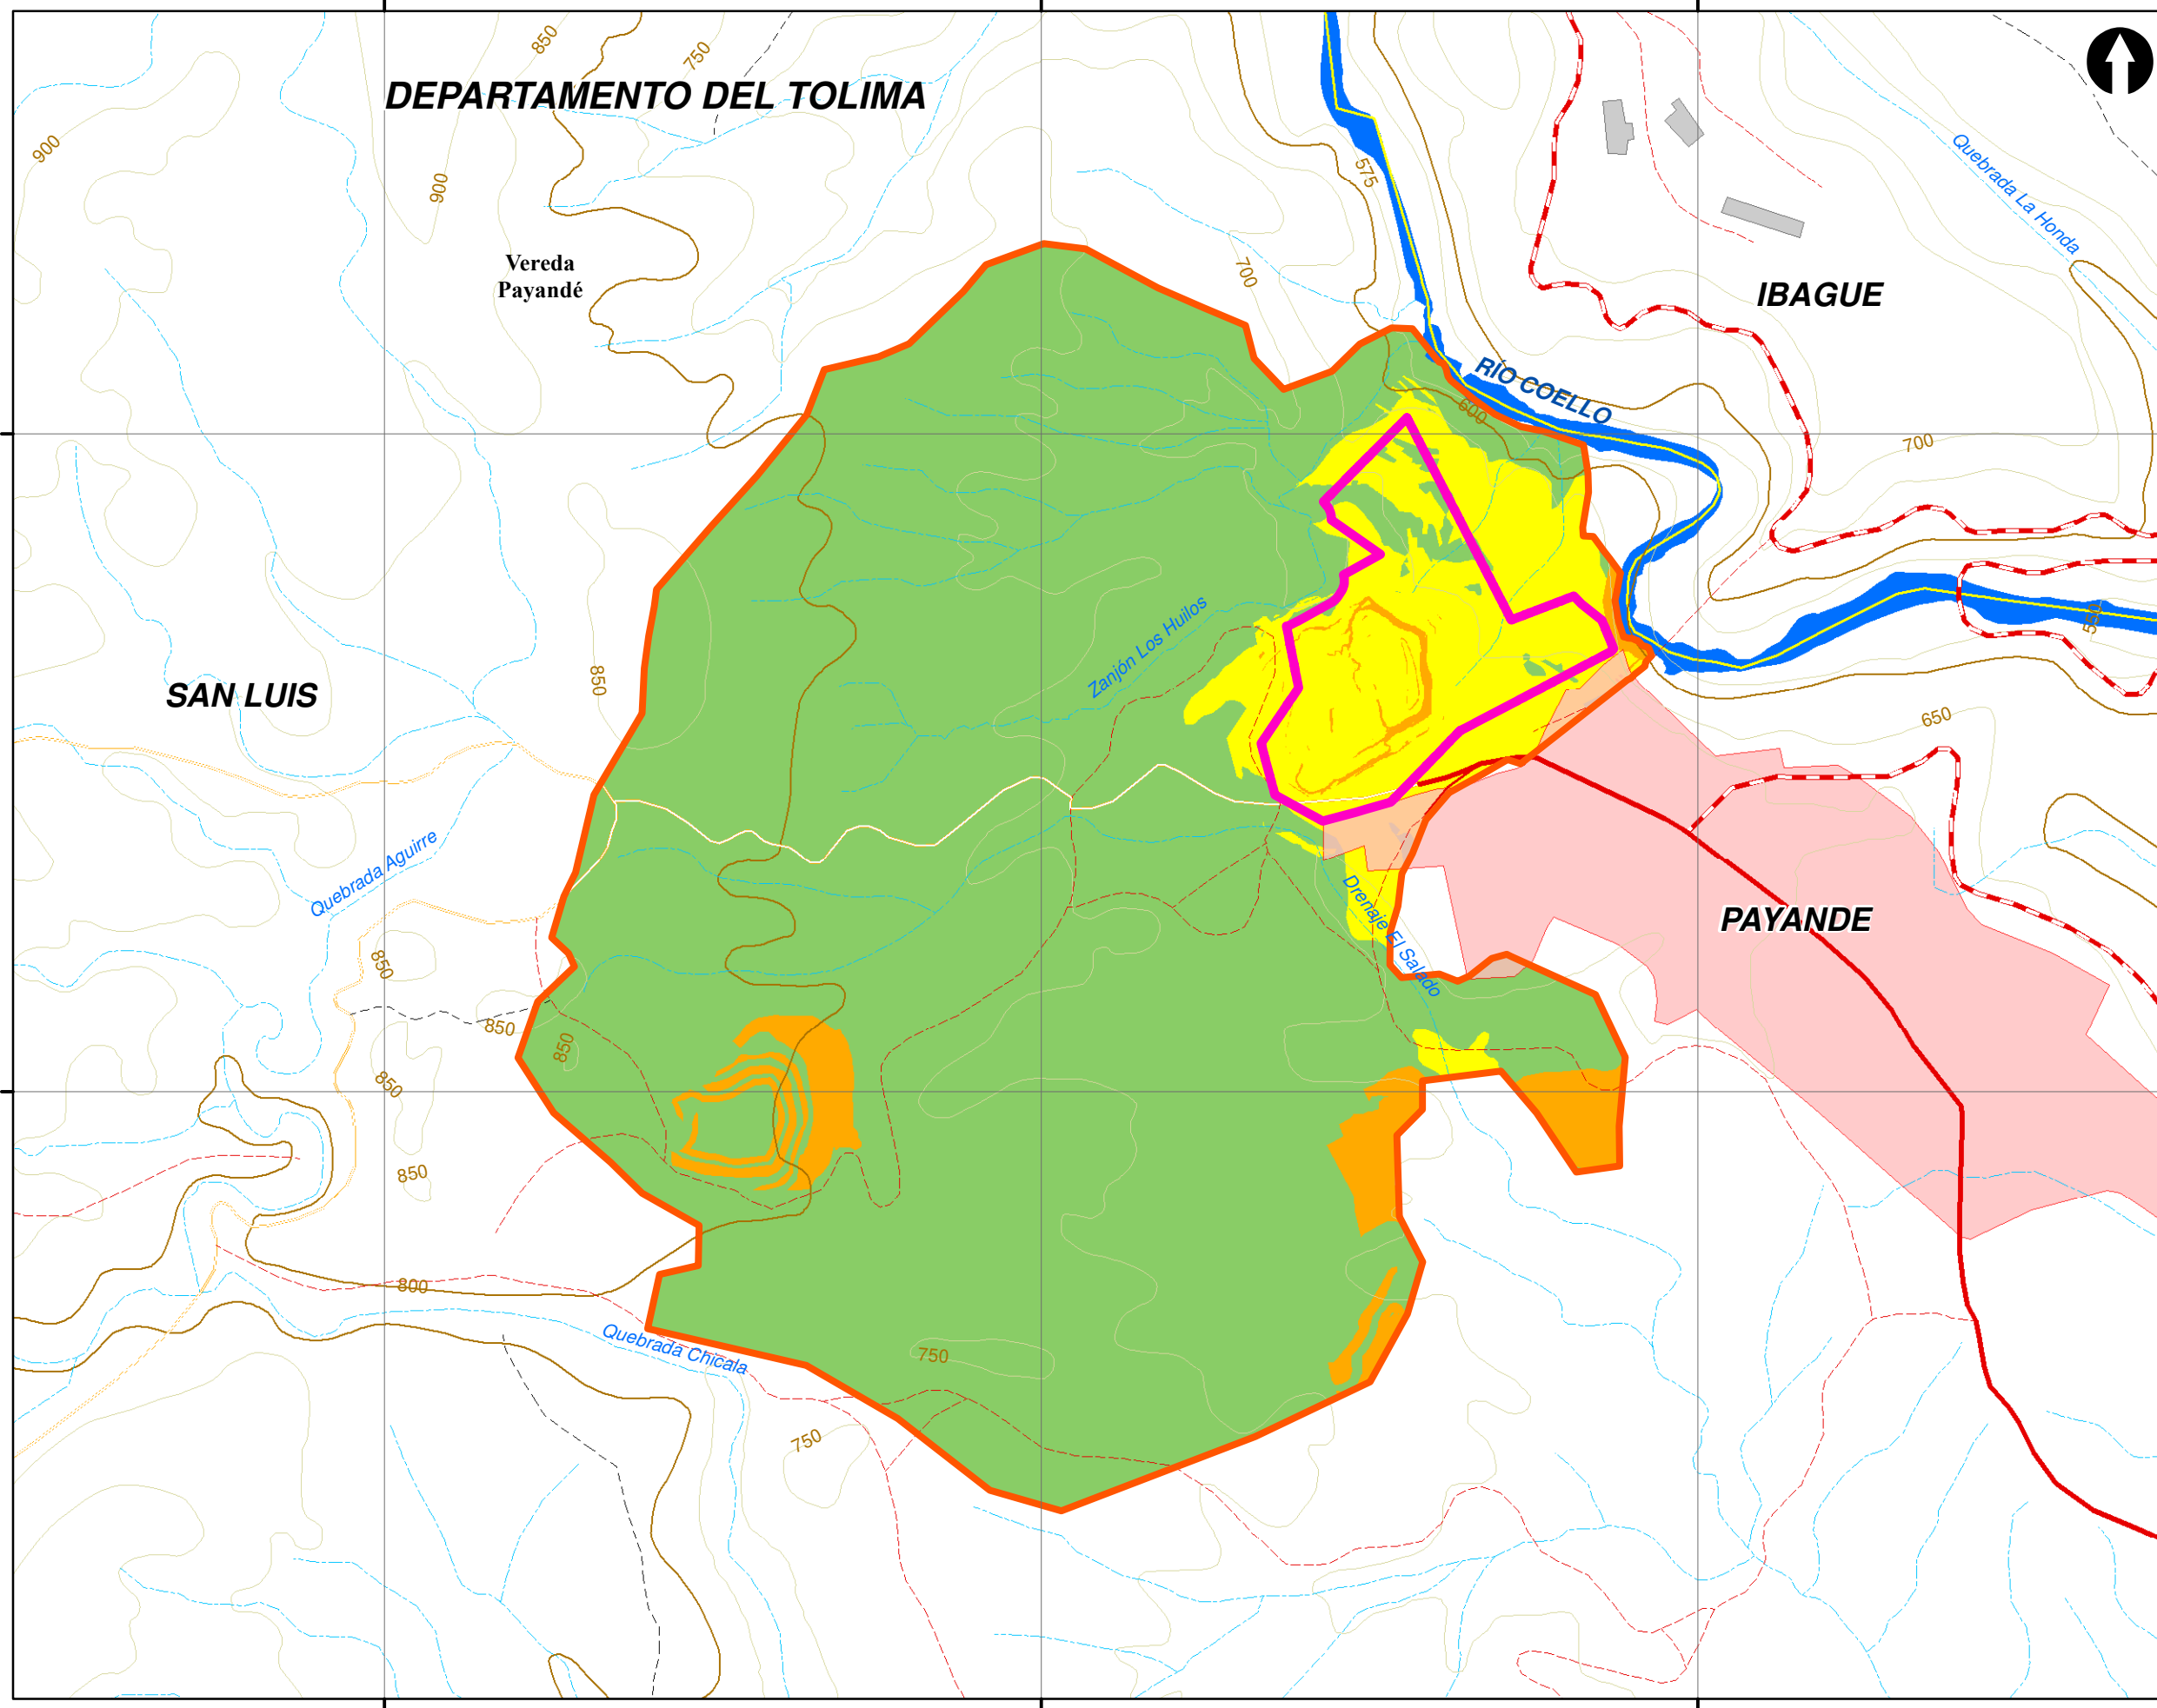 850
750
DEPARTAMENTO DEL TOLIMA
900
900
575
Quebrada La Honda
Vereda
Payandé
700
IBAGUE
RÍO COELLO
600
700
Zanjón Los Huilos
550
SAN LUIS
850
650
Quebrada Aguirre
Drenaje El Salado
PAYANDE
850
850
850
850
850
800
Quebrada Chicala
750
750